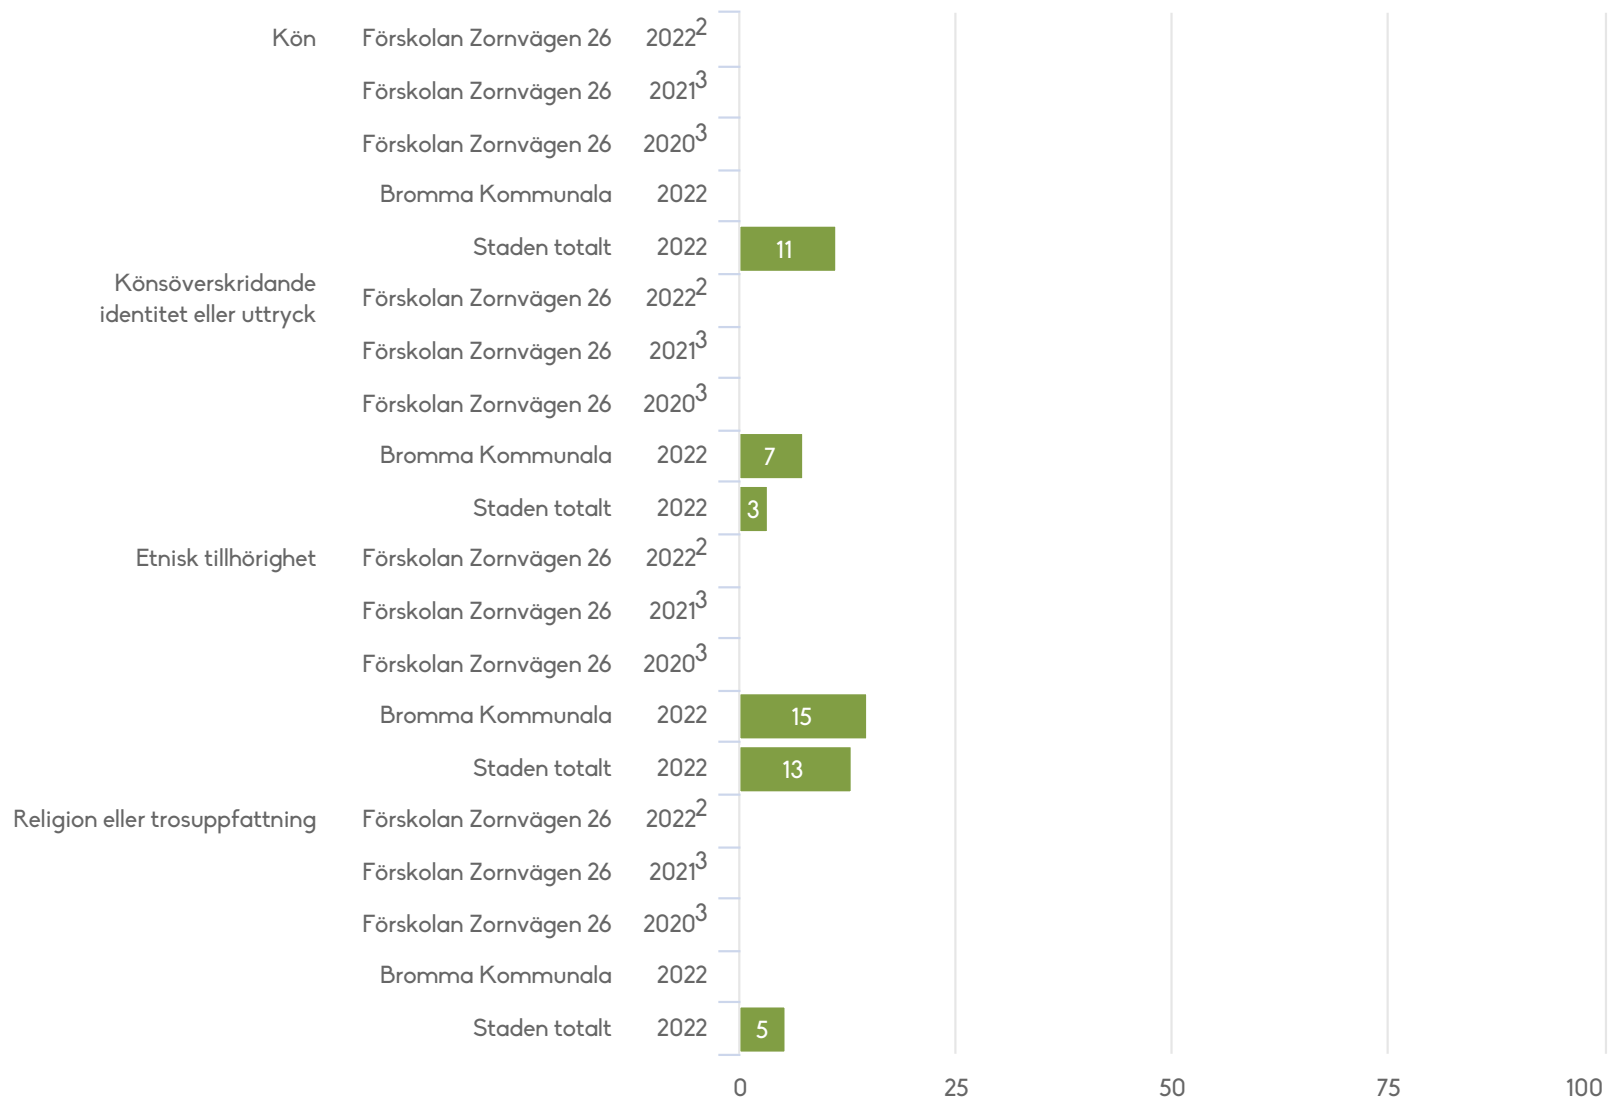 Kön Förskolan Zornvägen 26 2022²
Förskolan Zornvägen 26 2021³
Förskolan Zornvägen 26 2020³
Bromma Kommunala 2022
Staden totalt 2022 11
Könsöverskridande
identitet eller uttryck
Förskolan Zornvägen 26 2022²
Förskolan Zornvägen 26 2021³
Förskolan Zornvägen 26 2020³
Bromma Kommunala 2022 7
Staden totalt 2022 3
Etnisk tillhörighet Förskolan Zornvägen 26 2022²
Förskolan Zornvägen 26 2021³
Förskolan Zornvägen 26 2020³
Bromma Kommunala 2022 15
Staden totalt 2022 13
Religion eller trosuppfattning Förskolan Zornvägen 26 2022²
Förskolan Zornvägen 26 2021³
Förskolan Zornvägen 26 2020³
Bromma Kommunala 2022
Staden totalt 2022 5
0 25 50 75 100